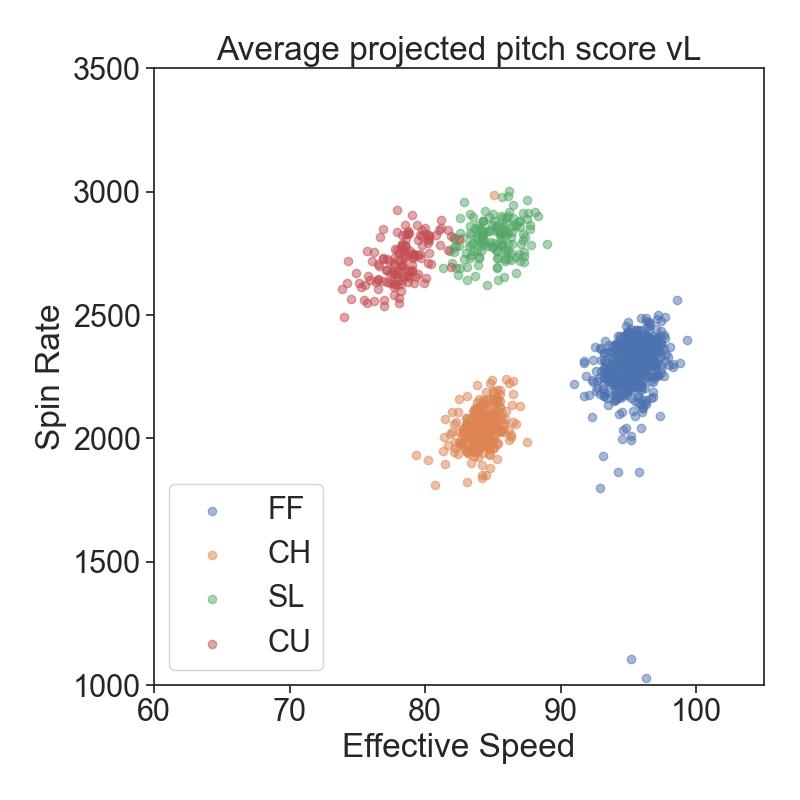 Average projected pitch score vL
3500
3000
2500
2000
1500
1000
Spin Rate
FF
CH
SL
CU
60
70
80
90
100
Effective Speed